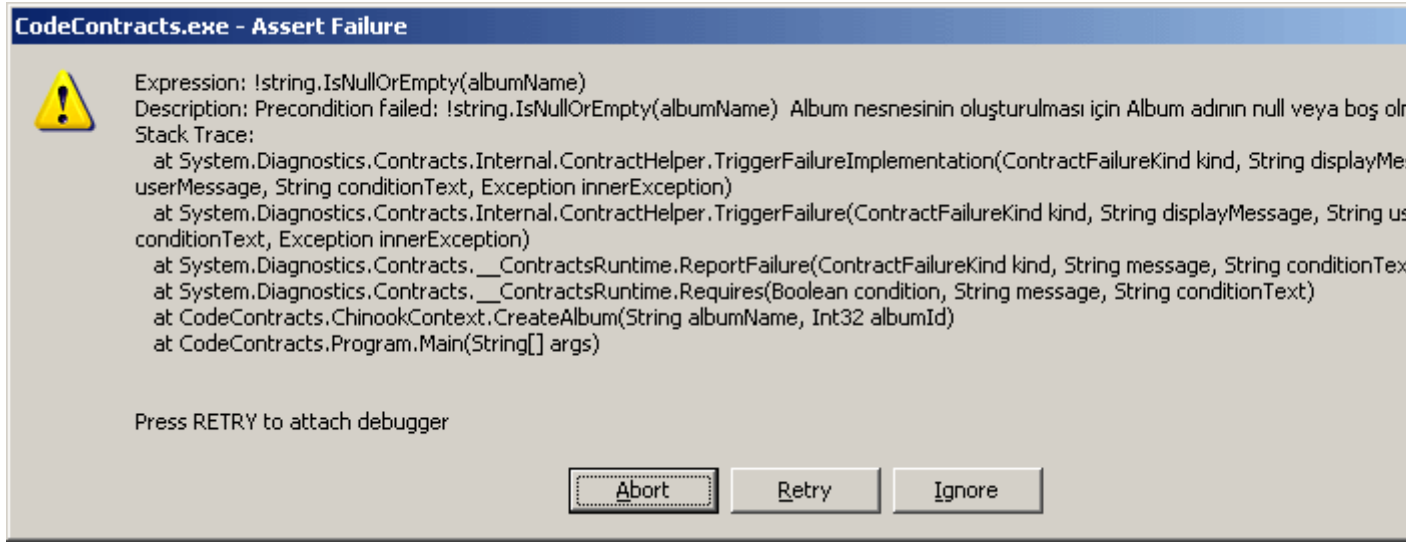 CodeContracts.exe - Assert Failure
Expression: !string.IsNullOrEmpty(albumName)
Description: Precondition failed: !string.IsNullOrEmpty(albumName) Album nesnesinin oluşturulması için Album adının null veya boş
Stack Trace:
at System.Diagnostics.Contracts.Internal.ContractHelper.TriggerFailureImplementation(ContractFailureKind kind, String
userMessage, String conditionText, Exception innerException)
at System.Diagnostics.Contracts.Internal.ContractHelper.TriggerFailure(ContractFailureKind kind, String displayMessage, String
conditionText, Exception innerException)
at System.Diagnostics.Contracts.__ContractsRuntime.ReportFailure(ContractFailureKind kind, String message, String
at System.Diagnostics.Contracts.__ContractsRuntime.Requires(Boolean condition, String message, String conditionText)
at CodeContracts.ChinookContext.CreateAlbum(String albumName, Int32 albumId)
at CodeContracts.Program.Main(String[] args)
Press RETRY to attach debugger
Abort Retry Ignore